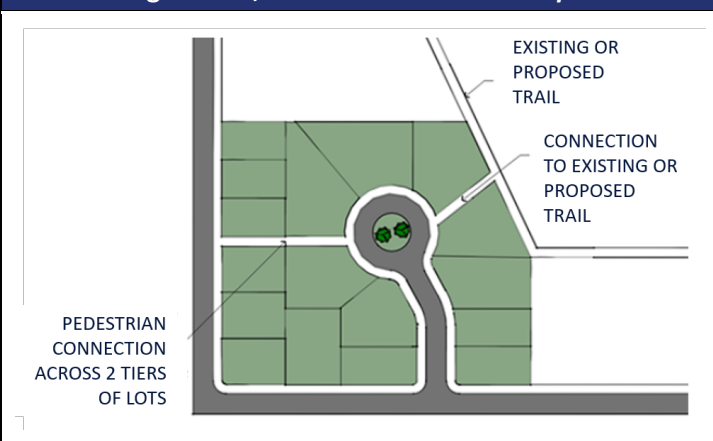 EXISTING OR
PROPOSED
TRAIL
CONNECTION
TO EXISTING OR
PROPOSED
TRAIL
PEDESTRIAN
CONNECTION
ACROSS 2 TIERS
OF LOTS